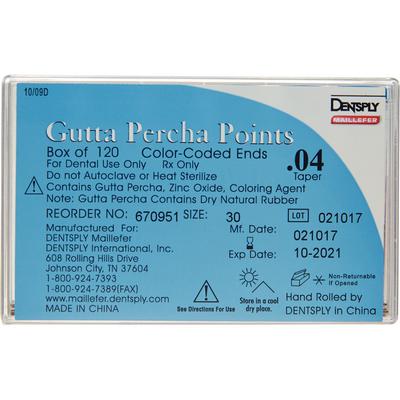 10/09D
DENTSPLY
MAILLEFER
Gutta Percha Points
Box of 120 Color-Coded Ends
For Dental Use Only Rx Only
.04
Taper
Do not Autoclave or Heat Sterilize
Contains Gutta Percha, Zinc Oxide, Coloring Agent
Note: Gutta Percha Contains Dry Natural Rubber
REORDER NO: 670951 SIZE: 30 LOT 021017
Manufactured For:
DENTSPLY Maillefer
DENTSPLY International, Inc.
608 Rolling Hills Drive
Johnson City, TN 37604
1-800-924-7393
1-800-924-7389(FAX)
www.maillefer.dentsply.com
MADE IN CHINA
Mf. Date:
021017
Exp Date: 10-2021
See Directions For Use
Store in a cool
dry place.
Non-Returnable
If Opened
Hand Rolled by
DENTSPLY in China